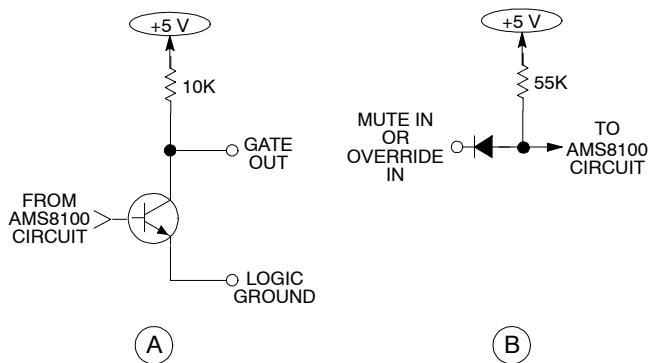 +5 V
10K
GATE
OUT
FROM
AMS8100
CIRCUIT
LOGIC
GROUND
A
+5 V
55K
MUTE IN
OR
OVERRIDE
IN
TO
AMS8100
CIRCUIT
B